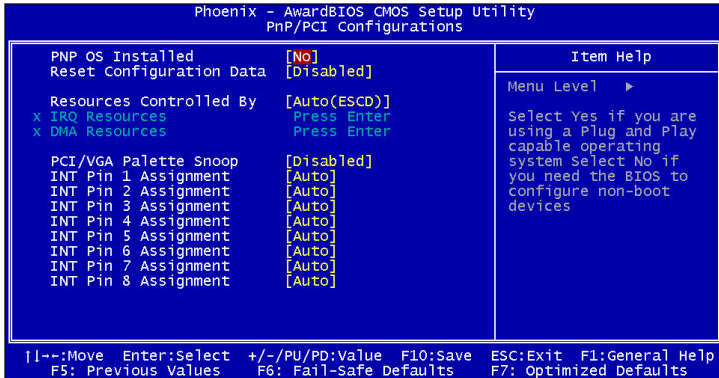 Phoenix - AwardBIOS CMOS Setup Utility
PnP/PCI Configurations
PNP OS Installed [No]
Reset Configuration Data [Disabled]
Resources Controlled By [Auto(ESCD)]
x IRQ Resources Press Enter
x DMA Resources Press Enter
PCI/VGA Palette Snoop [Disabled]
INT Pin 1 Assignment [Auto]
INT Pin 2 Assignment [Auto]
INT Pin 3 Assignment [Auto]
INT Pin 4 Assignment [Auto]
INT Pin 5 Assignment [Auto]
INT Pin 6 Assignment [Auto]
INT Pin 7 Assignment [Auto]
INT Pin 8 Assignment [Auto]
Item Help
Menu Level ►
Select Yes if you are
using a Plug and Play
capable operating
system Select No if
you need the BIOS to
configure non-boot
devices
↑↓→←:Move Enter:Select +/-/PU/PD:Value F10:Save ESC:Exit F1:General Help
F5: Previous Values F6: Fail-Safe Defaults F7: Optimized Defaults